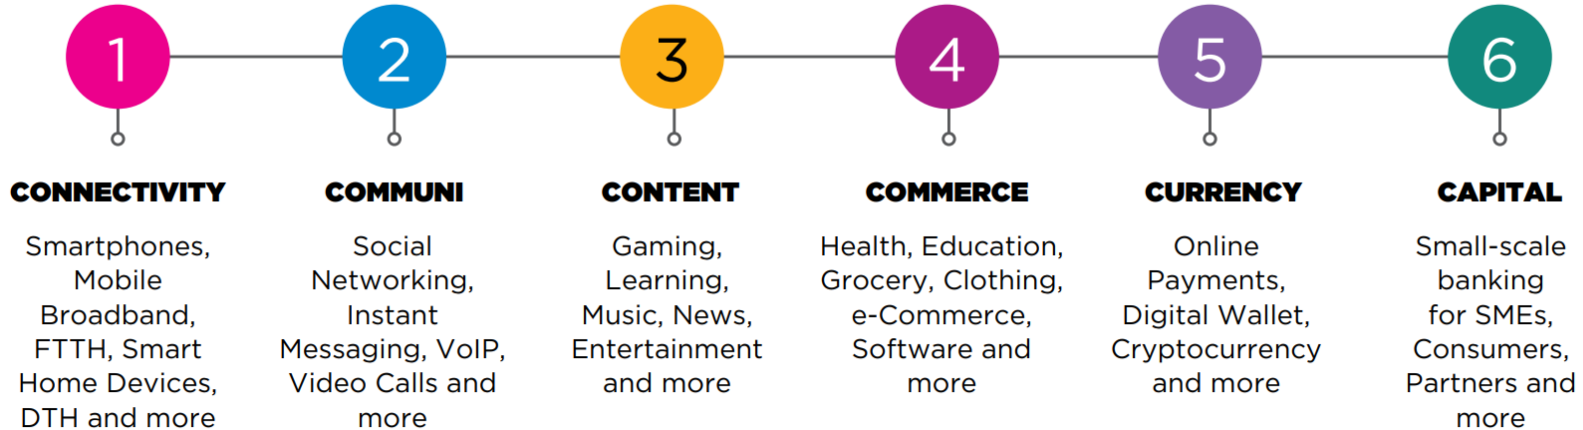 1
CONNECTIVITY
Smartphones,
Mobile
Broadband,
FTTH, Smart
Home Devices,
DTH and more
2
COMMUNI
Social
Networking,
Instant
Messaging, VoIP,
Video Calls and
more
3
CONTENT
Gaming,
Learning,
Music, News,
Entertainment
and more
4
COMMERCE
Health, Education,
Grocery, Clothing,
e-Commerce,
Software and
more
5
CURRENCY
Online
Payments,
Digital Wallet,
Cryptocurrency
and more
6
CAPITAL
Small-scale
banking
for SMEs,
Consumers,
Partners and
more